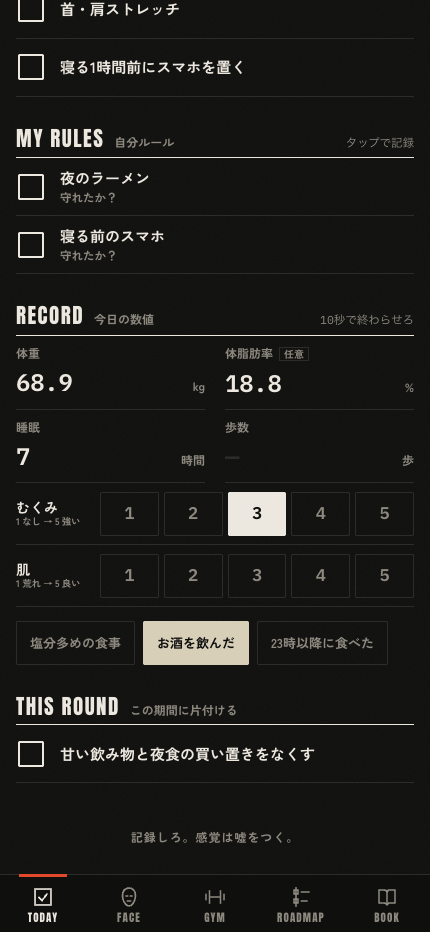 首・肩ストレッチ
寝る1時間前にスマホを置く
MY RULES 自分ルール タップで記録
夜のラーメン
守れたか？
寝る前のスマホ
守れたか？
RECORD 今日の数値 10秒で終わらせろ
体重 体脂肪率 任意
68.9 kg 18.8 %
睡眠 歩数
7 時間 — 歩
むくみ
1 なし → 5 強い
1 2 3 4 5
肌
1 荒れ → 5 良い
1 2 3 4 5
塩分多めの食事 お酒を飲んだ 23時以降に食べた
THIS ROUND この期間に片付ける
甘い飲み物と夜食の買い置きをなくす
記録しろ。感覚は嘘をつく。
TODAY FACE GYM ROADMAP BOOK